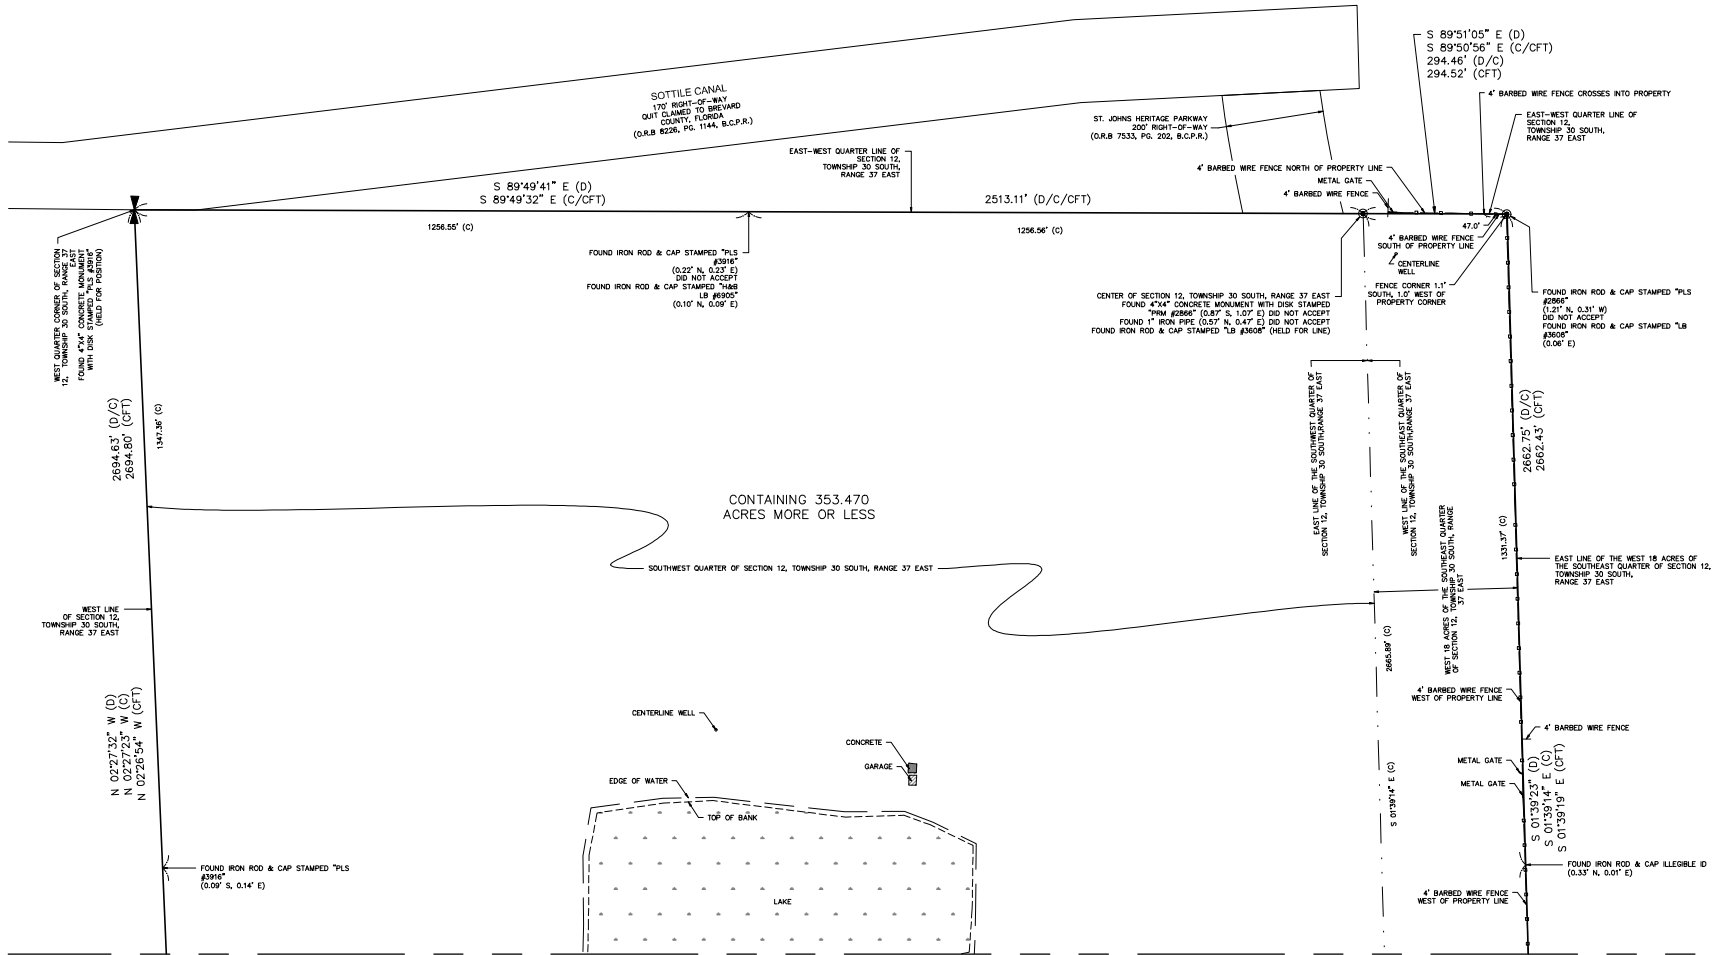 SOTTILE CANAL
170' RIGHT-OF-WAY
QUIT CLAIMED TO BREVARD
COUNTY, FLORIDA
(O.R.B 8226, PG. 1144, B.C.P.R.)
S 89°51'05" E (D)
S 89°50'56" E (C/CFT)
294.46' (D/C)
294.52' (CFT)
4' BARBED WIRE FENCE CROSSES INTO PROPERTY
EAST-WEST QUARTER LINE OF
SECTION 12,
TOWNSHIP 30 SOUTH,
RANGE 37 EAST
ST. JOHNS HERITAGE PARKWAY
200' RIGHT-OF-WAY
(O.R.B 7533, PG. 202, B.C.P.R.)
EAST-WEST QUARTER LINE OF
SECTION 12,
TOWNSHIP 30 SOUTH,
RANGE 37 EAST
4' BARBED WIRE FENCE NORTH OF PROPERTY LINE
METAL GATE
4' BARBED WIRE FENCE
S 89°49'41" E (D)
S 89°49'32" E (C/CFT)
2513.11' (D/C/CFT)
1256.55' (C)
1256.56' (C)
47.0'
4' BARBED WIRE FENCE
SOUTH OF PROPERTY LINE
CENTERLINE
WELL
FENCE CORNER 1.1'
SOUTH, 1.0' WEST OF
PROPERTY CORNER
WEST QUARTER CORNER OF SECTION
12, TOWNSHIP 30 SOUTH, RANGE 37
EAST
FOUND 4"X4" CONCRETE MONUMENT
WITH DISK STAMPED "PLS #3916"
(HELD FOR POSITION)
FOUND IRON ROD & CAP STAMPED "PLS
#3916"
(0.22' N, 0.23' E)
DID NOT ACCEPT
FOUND IRON ROD & CAP STAMPED "H&B
LB #6905"
(0.10' N, 0.09' E)
CENTER OF SECTION 12, TOWNSHIP 30 SOUTH, RANGE 37 EAST
FOUND 4"X4" CONCRETE MONUMENT WITH DISK STAMPED
"PRM #2866" (0.87' S, 1.07' E) DID NOT ACCEPT
FOUND 1" IRON PIPE (0.57' N, 0.47' E) DID NOT ACCEPT
FOUND IRON ROD & CAP STAMPED "LB #3608" (HELD FOR LINE)
FOUND IRON ROD & CAP STAMPED "PLS
#2866"
(1.21' N, 0.31' W)
DID NOT ACCEPT
FOUND IRON ROD & CAP STAMPED "LB
#3608"
(0.06' E)
2694.63' (D/C)
2694.80' (CFT)
1347.36' (C)
EAST LINE OF THE SOUTHWEST QUARTER OF
SECTION 12, TOWNSHIP 30 SOUTH,RANGE 37 EAST
WEST LINE OF THE SOUTHEAST QUARTER OF
SECTION 12, TOWNSHIP 30 SOUTH,RANGE 37 EAST
2662.75' (D/C)
2662.43' (CFT)
CONTAINING 353.470
ACRES MORE OR LESS
SOUTHWEST QUARTER OF SECTION 12, TOWNSHIP 30 SOUTH, RANGE 37 EAST
1331.37' (C)
EAST LINE OF THE WEST 18 ACRES OF
THE SOUTHEAST QUARTER OF SECTION 12,
TOWNSHIP 30 SOUTH,
RANGE 37 EAST
WEST 18 ACRES OF THE SOUTHEAST QUARTER
OF SECTION 12, TOWNSHIP 30 SOUTH, RANGE
37 EAST
WEST LINE
OF SECTION 12,
TOWNSHIP 30 SOUTH,
RANGE 37 EAST
2665.89' (C)
N 02°27'32" W (D)
N 02°27'23" W (C)
N 02°26'54" W (CFT)
4' BARBED WIRE FENCE
WEST OF PROPERTY LINE
CENTERLINE WELL
CONCRETE
GARAGE
4' BARBED WIRE FENCE
METAL GATE
METAL GATE
S 01°39'14" E (C)
S 01°39'23" (D)
S 01°39'14" E (C)
S 01°39'19" E (CFT)
EDGE OF WATER
TOP OF BANK
FOUND IRON ROD & CAP STAMPED "PLS
#3916"
(0.09' S, 0.14' E)
FOUND IRON ROD & CAP ILLEGIBLE ID
(0.33' N, 0.01' E)
4' BARBED WIRE FENCE
WEST OF PROPERTY LINE
LAKE